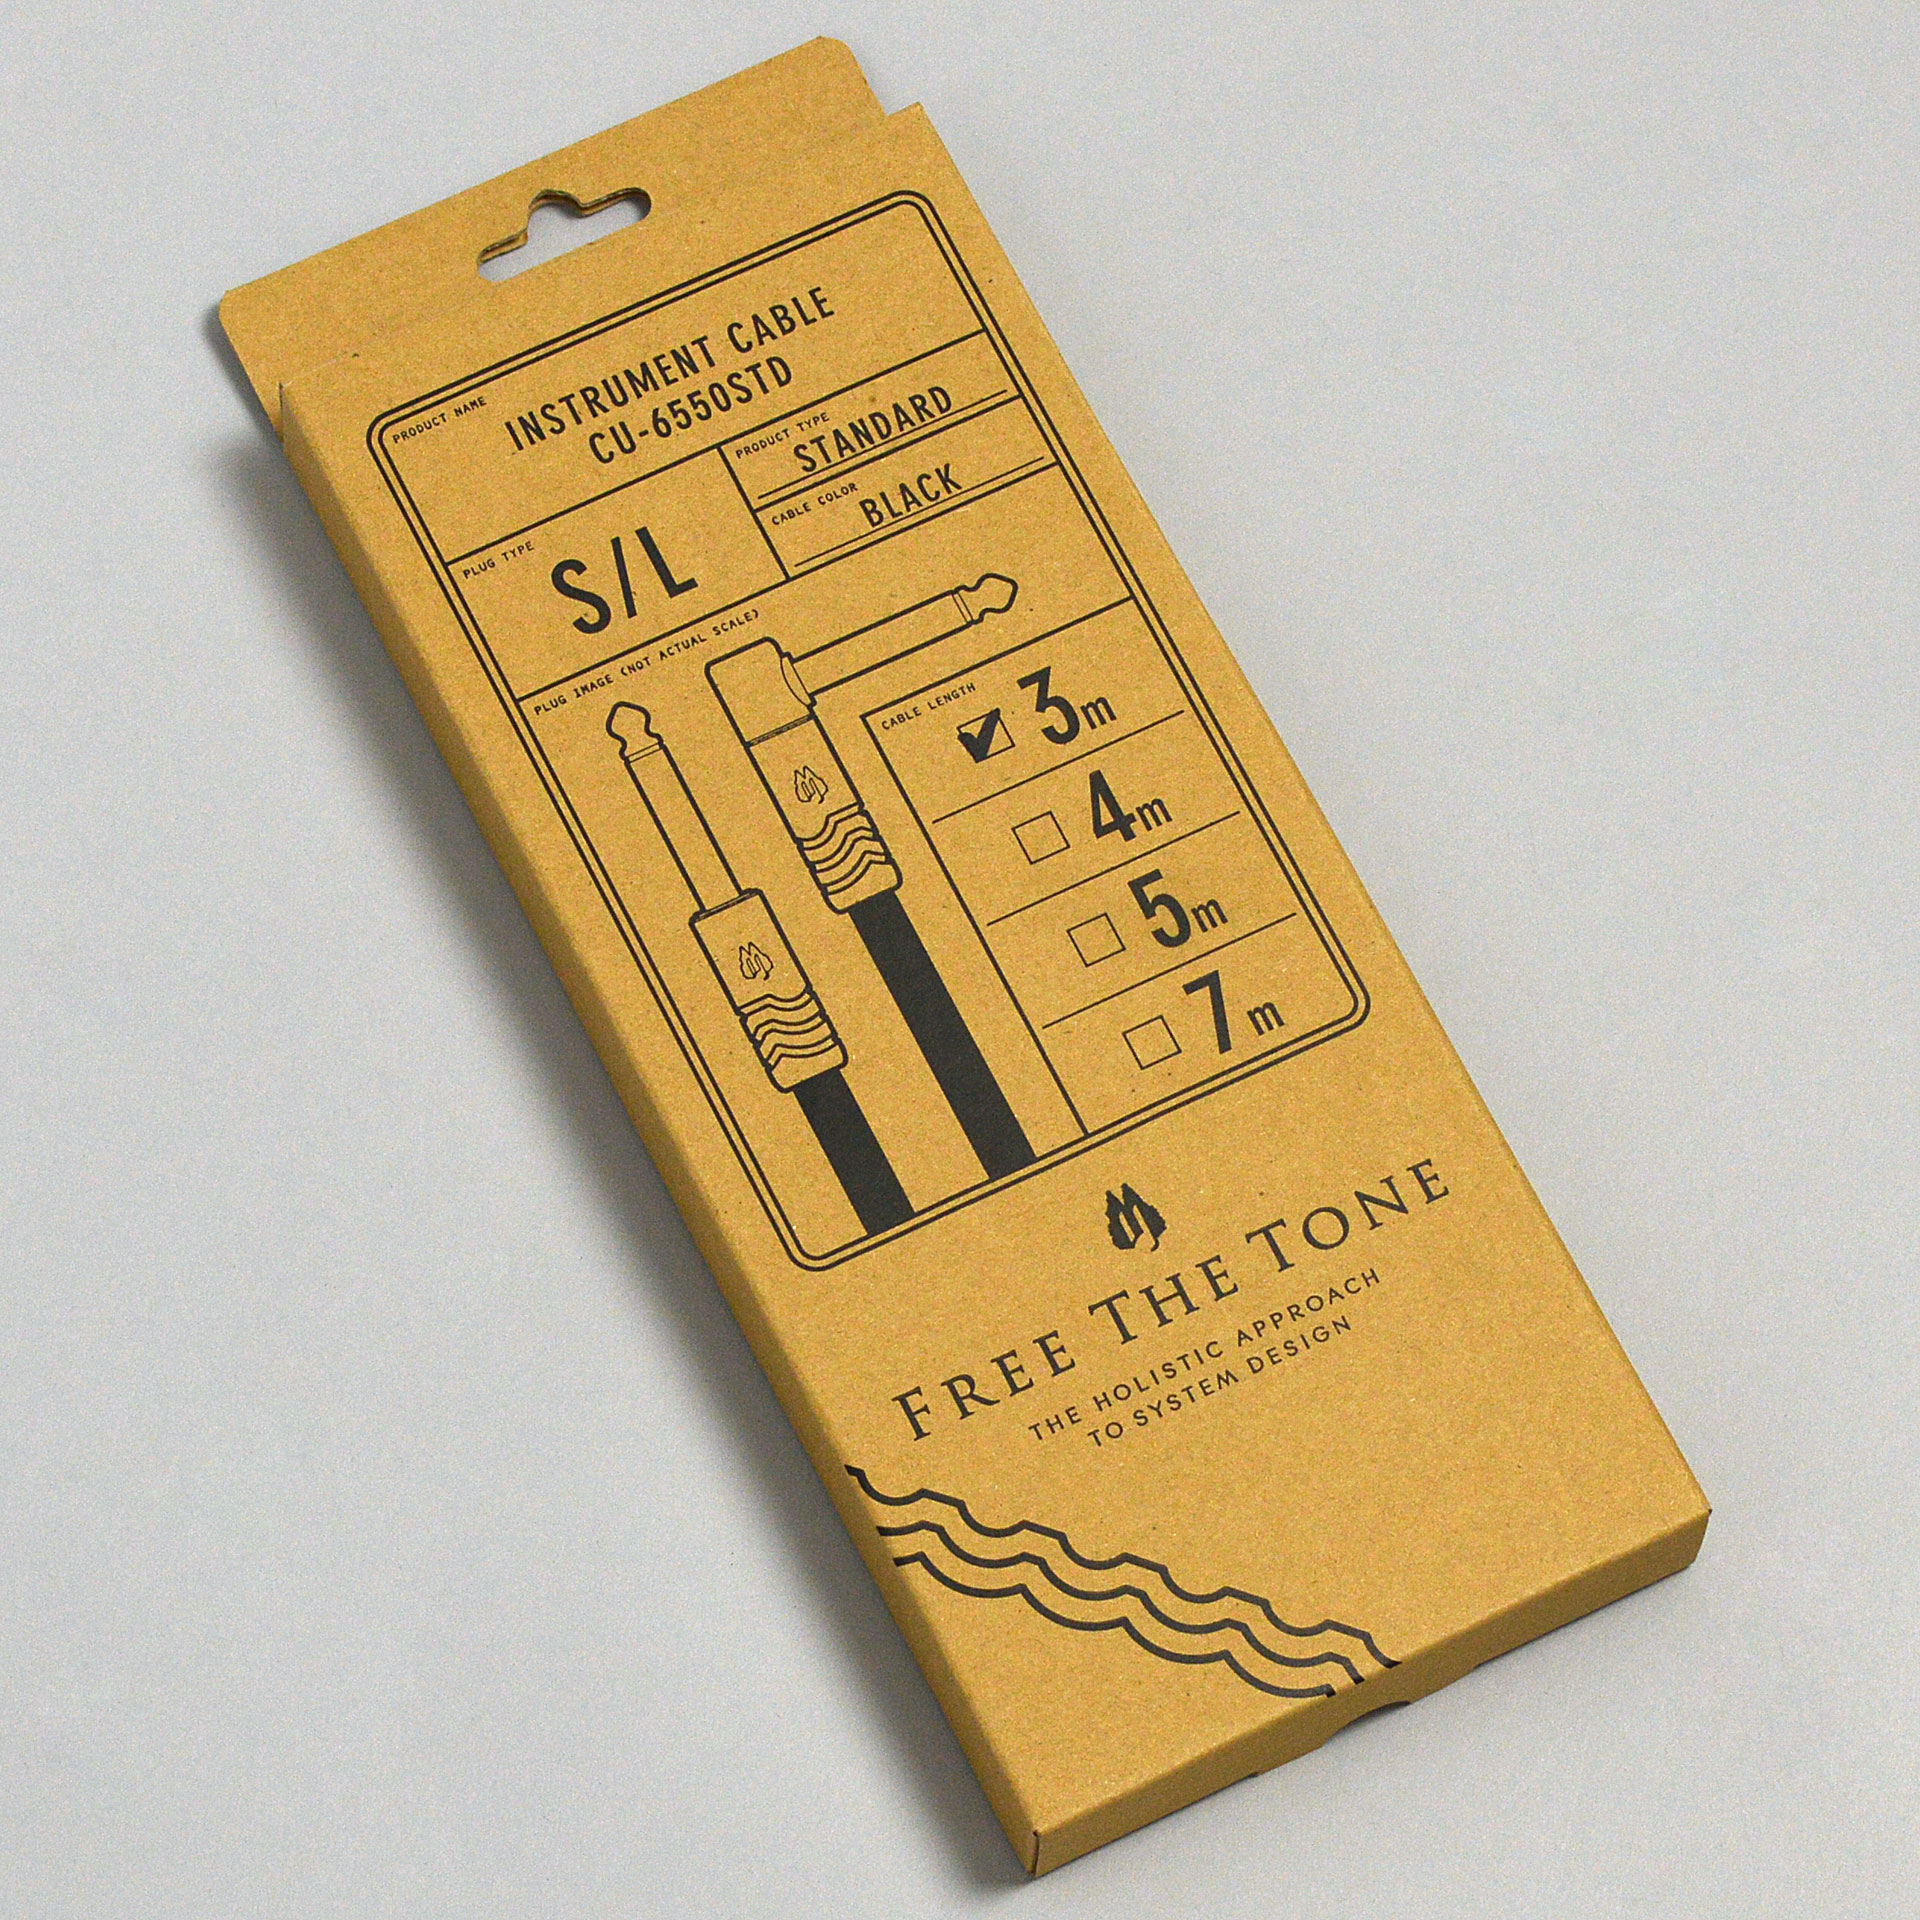 PRODUCT NAME
INSTRUMENT CABLE
CU-6550STD
PLUG TYPE
S/L
PRODUCT TYPE
STANDARD
CABLE COLOR
BLACK
PLUG IMAGE (NOT ACTUAL SCALE)
CABLE LENGTH
3m
4m
5m
7m
FREE THE TONE
THE HOLISTIC APPROACH
TO SYSTEM DESIGN